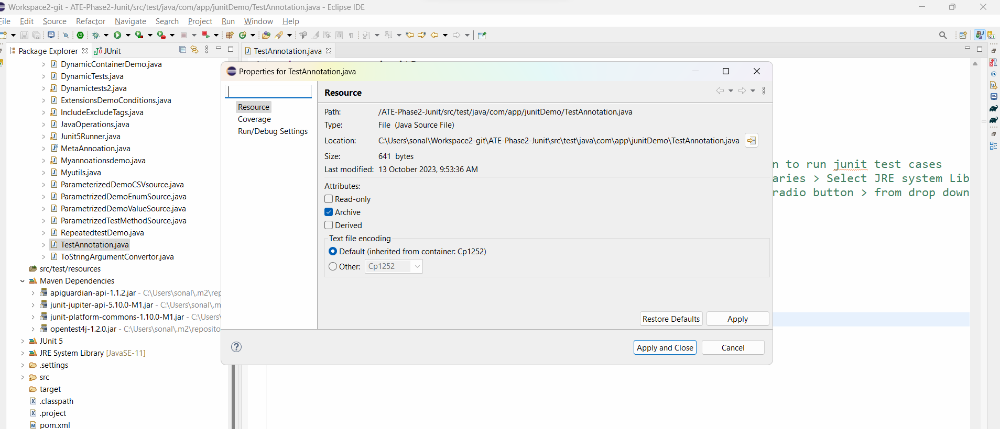 Workspace2-git - ATE-Phase2-Junit/src/test/java/com/app/junitDemo/TestAnnotation.java - Eclipse IDE
File Edit Source Refactor Navigate Search Project Run Window Help
Package Explorer JUnit
TestAnnotation.java
DynamicContainerDemo.java
DynamicTests.java
Dynamictests2.java
ExtensionsDemoConditions.java
IncludeExcludeTags.java
JavaOperations.java
Junit5Runner.java
MetaAnnoation.java
Myannoationsdemo.java
Myutils.java
ParameterizedDemoCSVsource.java
ParametrizedDemoEnumSource.java
ParametrizedDemoValueSource.java
ParametrizedTestMethodSource.java
RepeatedtestDemo.java
TestAnnotation.java
ToStringArgumentConvertor.java
src/test/resources
Maven Dependencies
apiguardian-api-1.1.2.jar - C:\Users\sonal\.m2\rep
junit-jupiter-api-5.10.0-M1.jar - C:\Users\sonal\.m
junit-platform-commons-1.10.0-M1.jar - C:\Users\
opentest4j-1.2.0.jar - C:\Users\sonal\.m2\reposito
JUnit 5
JRE System Library [JavaSE-11]
.settings
src
target
.classpath
.project
pom.xml
Properties for TestAnnotation.java
Resource
Coverage
Run/Debug Settings
Resource
Path: /ATE-Phase2-Junit/src/test/java/com/app/junitDemo/TestAnnotation.java
Type: File (Java Source File)
Location: C:\Users\sonal\Workspace2-git\ATE-Phase2-Junit\src\test\java\com\app\junitDemo\TestAnnotation.java
Size: 641 bytes
Last modified: 13 October 2023, 9:53:36 AM
Attributes:
Read-only
Archive
Derived
Text file encoding
Default (inherited from container: Cp1252)
Other: Cp1252
Restore Defaults Apply
Apply and Close Cancel
n to run junit test cases
aries > Select JRE system Lib
radio button > from drop down